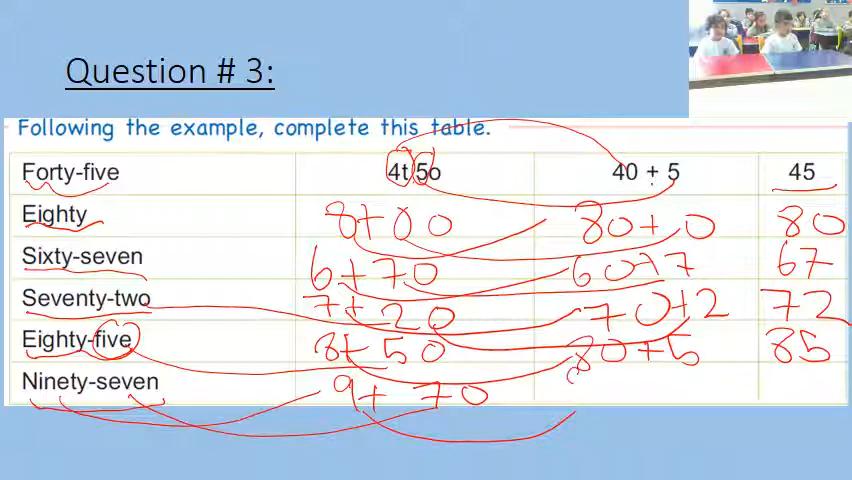 Question # 3:
Following the example, complete this table.
Forty-five 4t 5o 40 + 5 45
Eighty 8t 0o 80+0 80
Sixty-seven 6t 7o 60+7 67
Seventy-two 7t 2o 70+2 72
Eighty-five 8t 5o 80+5 85
Ninety-seven 9t 7o